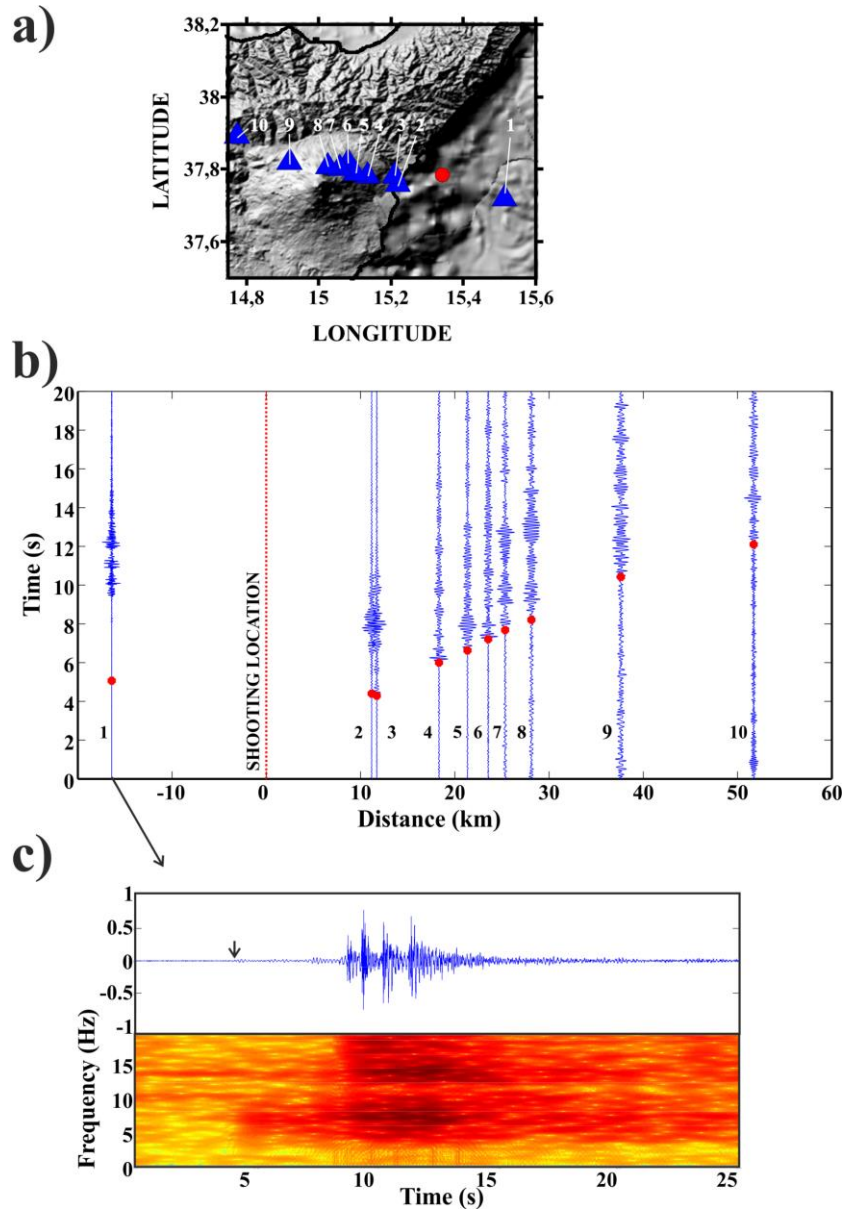 a)
38,2
38
37,8
37,6
LATITUDE
10 9 8 7 6 5 4 3 2 1
14,8 15 15,2 15,4 15,6
LONGITUDE
b)
20
18
16
14
12
10
8
6
4
2
0
Time (s)
SHOOTING LOCATION
1 2 3 4 5 6 7 8 9 10
-10 0 10 20 30 40 50 60
Distance (km)
c)
1
0.5
0
-0.5
-1
15
10
5
0
Frequency (Hz)
5 10 15 20 25
Time (s)